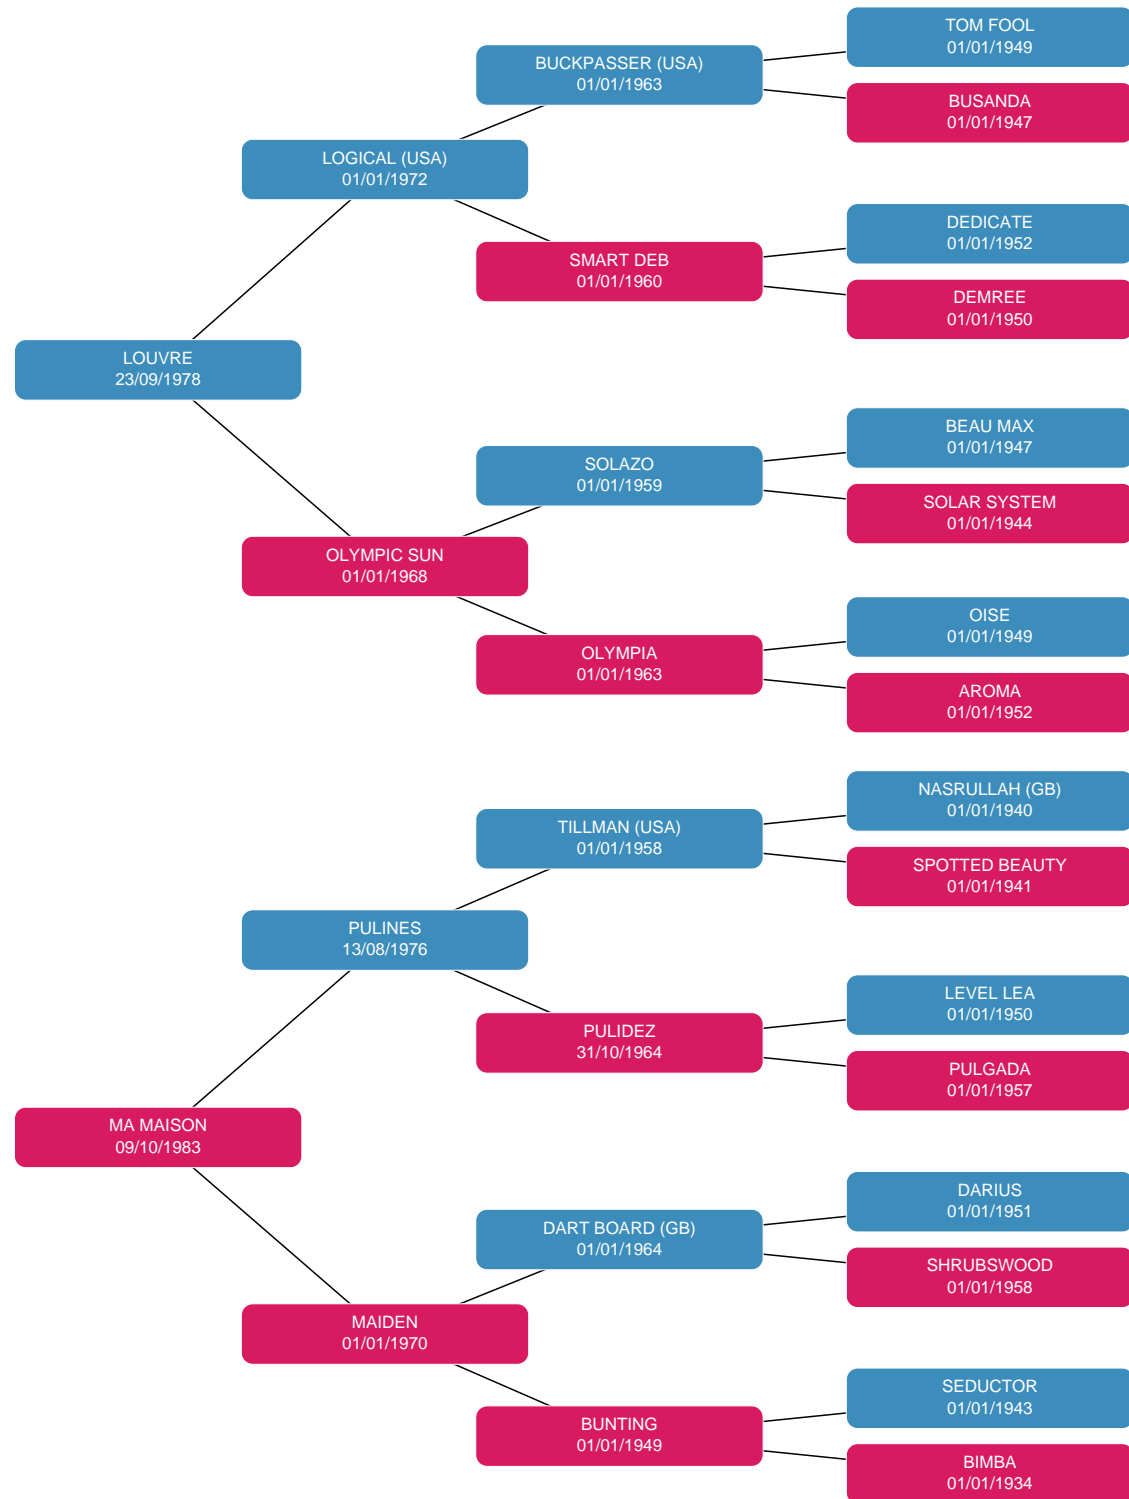 TOM FOOL
01/01/1949
BUCKPASSER (USA)
01/01/1963
BUSANDA
01/01/1947
LOGICAL (USA)
01/01/1972
DEDICATE
01/01/1952
SMART DEB
01/01/1960
DEMREE
01/01/1950
LOUVRE
23/09/1978
BEAU MAX
01/01/1947
SOLAZO
01/01/1959
SOLAR SYSTEM
01/01/1944
OLYMPIC SUN
01/01/1968
OISE
01/01/1949
OLYMPIA
01/01/1963
AROMA
01/01/1952
NASRULLAH (GB)
01/01/1940
TILLMAN (USA)
01/01/1958
SPOTTED BEAUTY
01/01/1941
PULINES
13/08/1976
LEVEL LEA
01/01/1950
PULIDEZ
31/10/1964
PULGADA
01/01/1957
MA MAISON
09/10/1983
DARIUS
01/01/1951
DART BOARD (GB)
01/01/1964
SHRUBSWOOD
01/01/1958
MAIDEN
01/01/1970
SEDUCTOR
01/01/1943
BUNTING
01/01/1949
BIMBA
01/01/1934